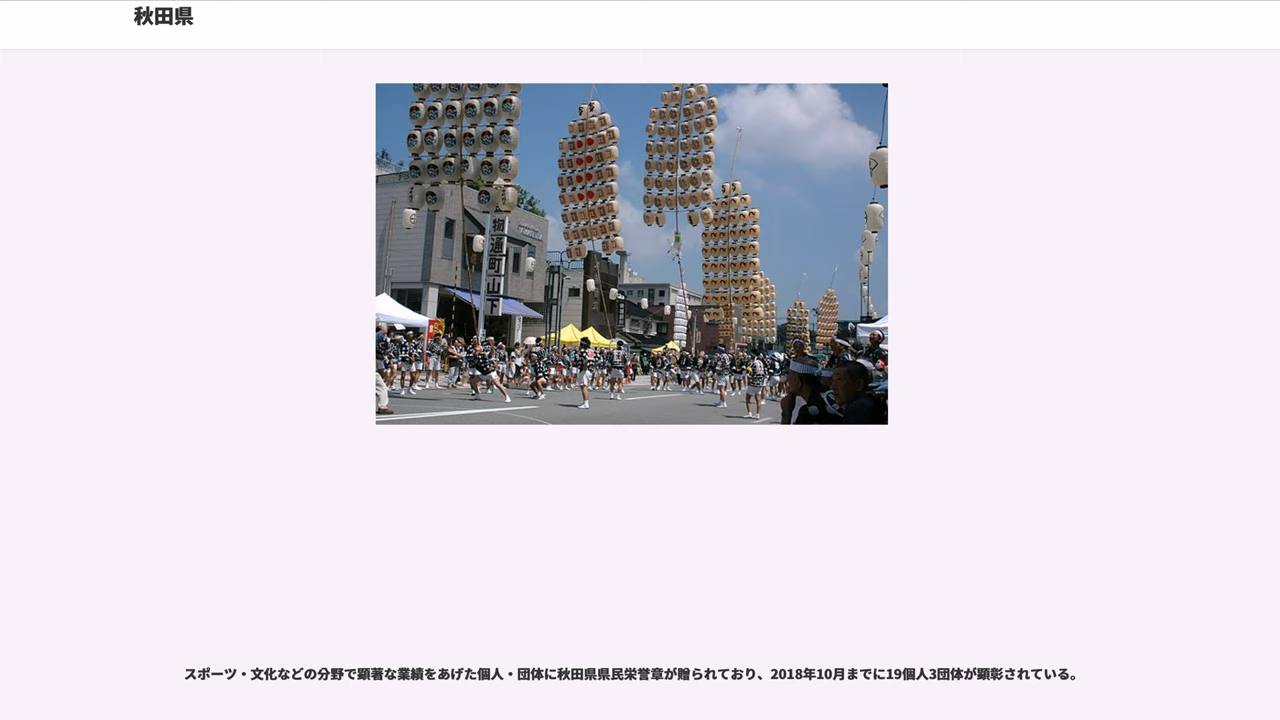 秋田県
物通町山下
スポーツ・文化などの分野で顕著な業績をあげた個人・団体に秋田県県民栄誉章が贈られており、2018年10月までに19個人3団体が顕彰されている。